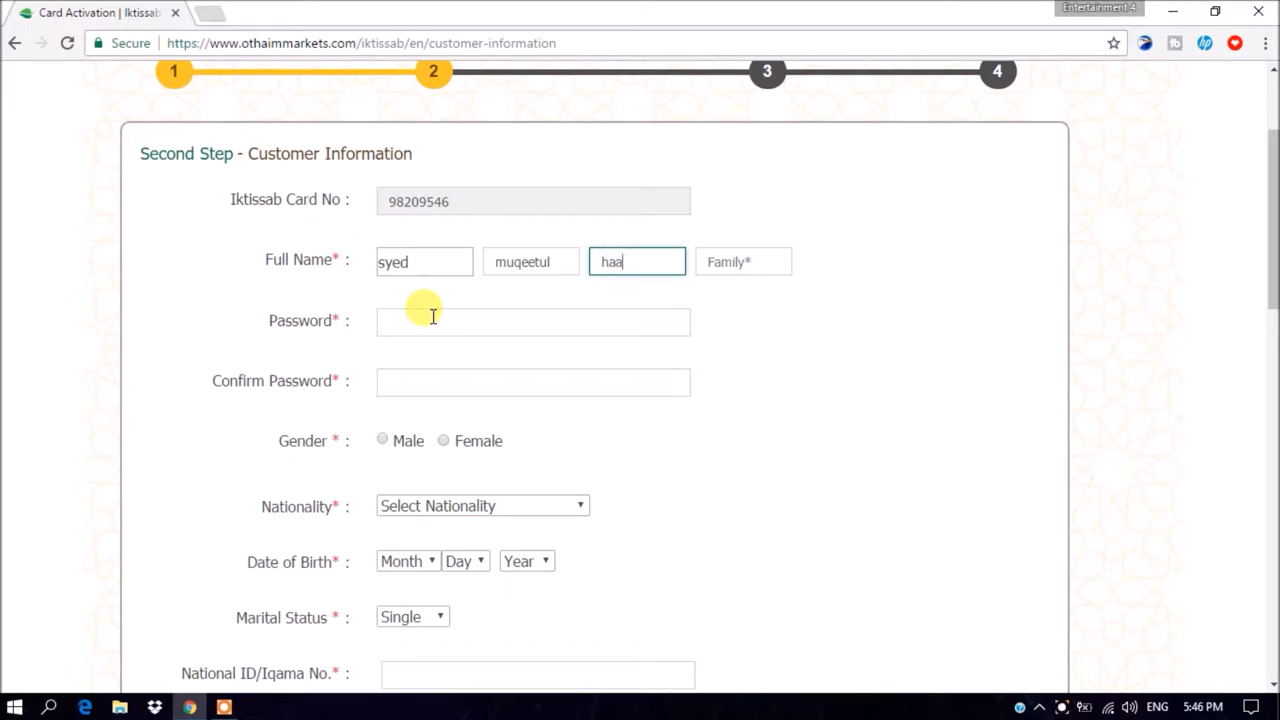 Card Activation | Iktissab
Entertainment 4
Secure https://www.othaimmarkets.com/iktissab/en/customer-information
1 2 3 4
Second Step - Customer Information
Iktissab Card No : 98209546
Full Name* : syed muqeetul haa Family*
Password* :
Confirm Password* :
Gender * : Male Female
Nationality* : Select Nationality
Date of Birth* : Month Day Year
Marital Status * : Single
National ID/Iqama No.* :
ENG 5:46 PM